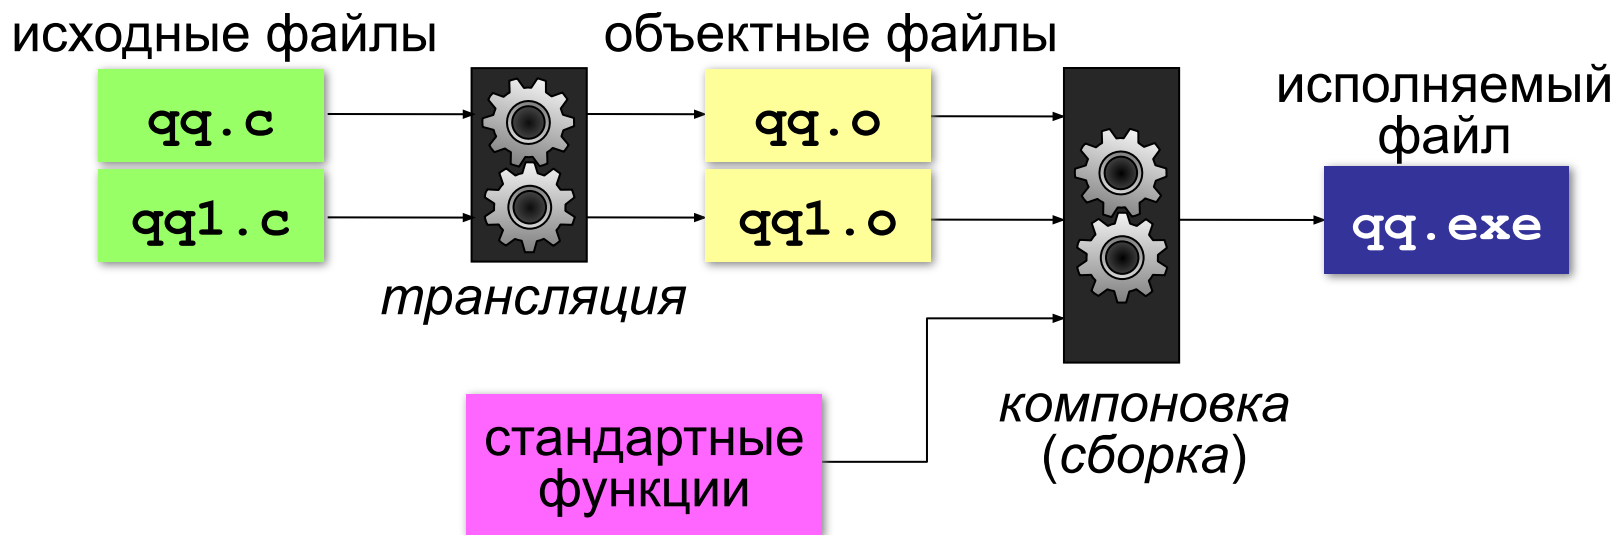 исходные файлы
объектные файлы
исполняемый
файл
qq.c
qq.o
qq1.c
qq1.o
qq.exe
трансляция
стандартные
функции
компоновка
(сборка)